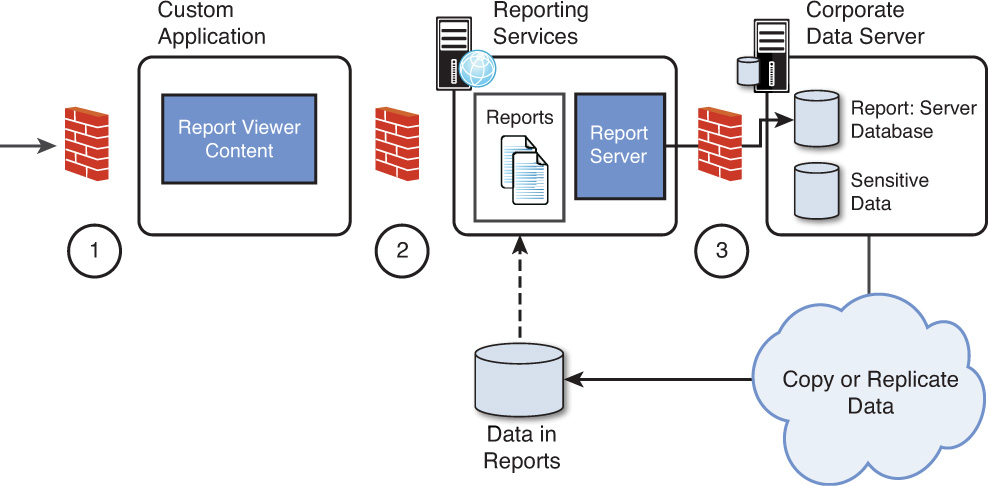 Custom
Application
Reporting
Services
Corporate
Data Server
Report Viewer
Content
Reports
Report
Server
Report: Server
Database
Sensitive
Data
1
2
3
Copy or Replicate
Data
Data in
Reports